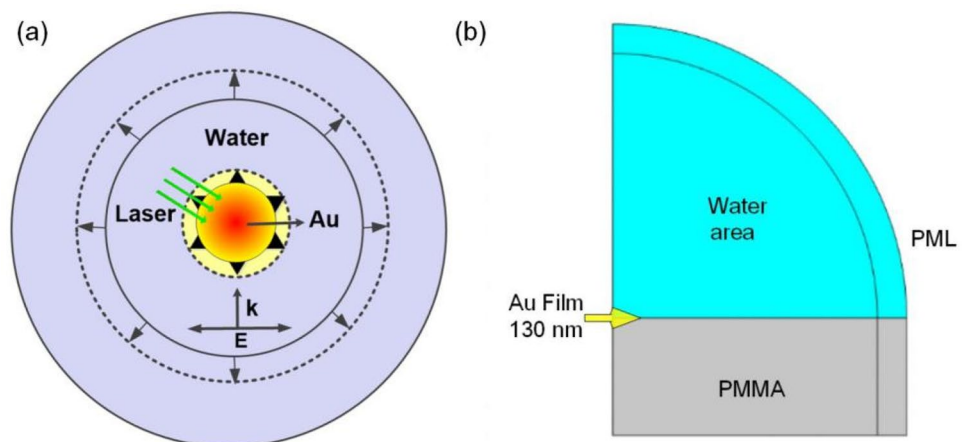 (a)
Water
Laser
Au
k
E
(b)
Water
area
PML
Au Film
130 nm
PMMA